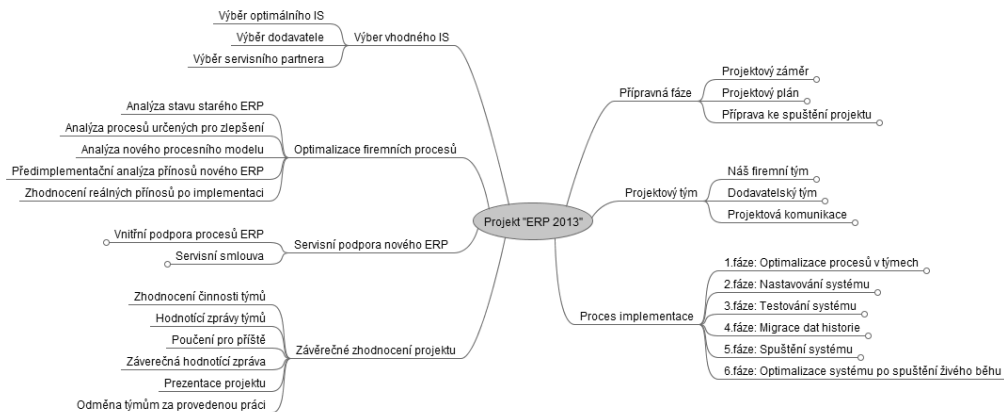 Výběr optimálního IS
Výběr dodavatele
Výběr servisního partnera
Výber vhodného IS
Analýza stavu starého ERP
Analýza procesů určených pro zlepšení
Analýza nového procesního modelu
Předimplementační analýza přínosů nového ERP
Zhodnocení reálných přínosů po implementaci
Optimalizace firemních procesů
Vnitřní podpora procesů ERP
Servisní smlouva
Servisní podpora nového ERP
Zhodnocení činnosti týmů
Hodnotící zprávy týmů
Poučení pro příště
Záverečná hodnotící zpráva
Prezentace projektu
Odměna týmům za provedenou práci
Závěrečné zhodnocení projektu
Projekt "ERP 2013"
Přípravná fáze
Projektový záměr
Projektový plán
Příprava ke spuštění projektu
Projektový tým
Náš firemní tým
Dodavatelský tým
Projektová komunikace
Proces implementace
1.fáze: Optimalizace procesů v týmech
2.fáze: Nastavování systému
3.fáze: Testování systému
4.fáze: Migrace dat historie
5.fáze: Spuštění systému
6.fáze: Optimalizace systému po spuštění živého běhu